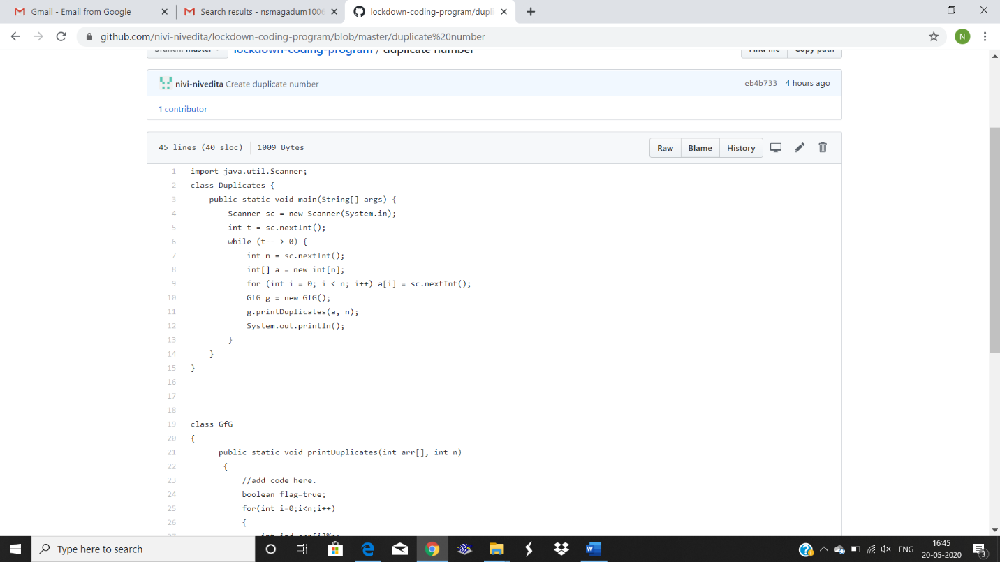 Gmail - Email from Google
Search results - nsmagadum1006
lockdown-coding-program/dupli
github.com/nivi-nivedita/lockdown-coding-program/blob/master/duplicate%20number
Branch: master lockdown-coding-program / duplicate number Find file Copy path
nivi-nivedita Create duplicate number eb4b733 4 hours ago
1 contributor
45 lines (40 sloc) 1009 Bytes Raw Blame History
1 import java.util.Scanner;
2 class Duplicates {
3 public static void main(String[] args) {
4 Scanner sc = new Scanner(System.in);
5 int t = sc.nextInt();
6 while (t-- > 0) {
7 int n = sc.nextInt();
8 int[] a = new int[n];
9 for (int i = 0; i < n; i++) a[i] = sc.nextInt();
10 GfG g = new GfG();
11 g.printDuplicates(a, n);
12 System.out.println();
13 }
14 }
15 }
16
17
18
19 class GfG
20 {
21 public static void printDuplicates(int arr[], int n)
22 {
23 //add code here.
24 boolean flag=true;
25 for(int i=0;i<n;i++)
26 {
27 int ind=arr[i]%n;
Type here to search
ENG
16:45
20-05-2020
3
N